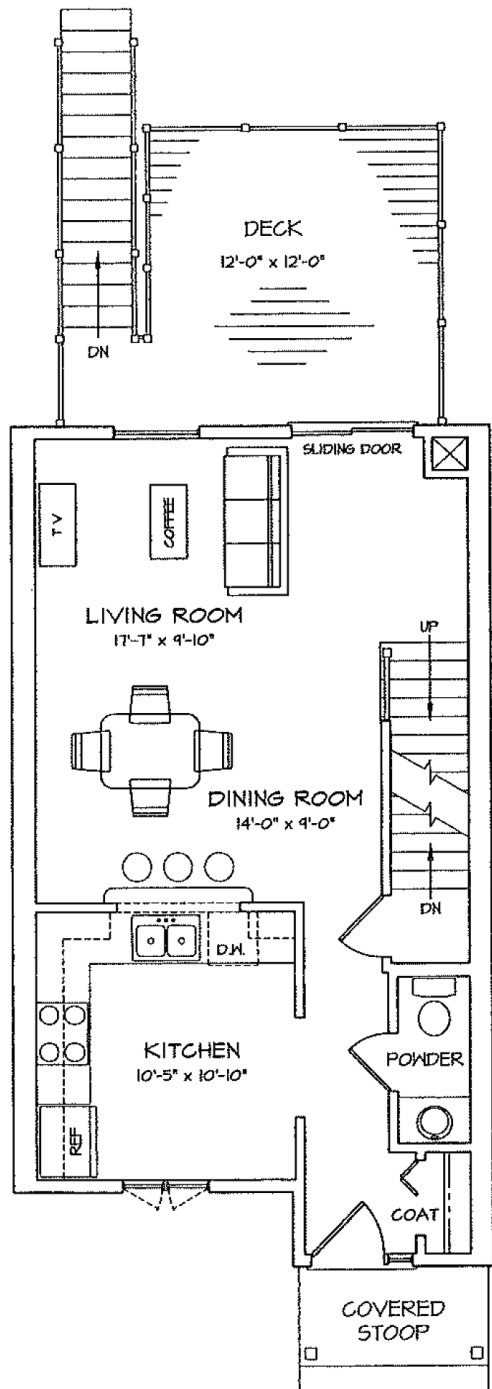 DECK
12'-0" x 12'-0"
DN
SLIDING DOOR
TV
COFFEE
LIVING ROOM
17'-7" x 9'-10"
UP
DINING ROOM
14'-0" x 9'-0"
DN
D.W.
KITCHEN
10'-5" x 10'-10"
POWDER
REF
COAT
COVERED
STOOP